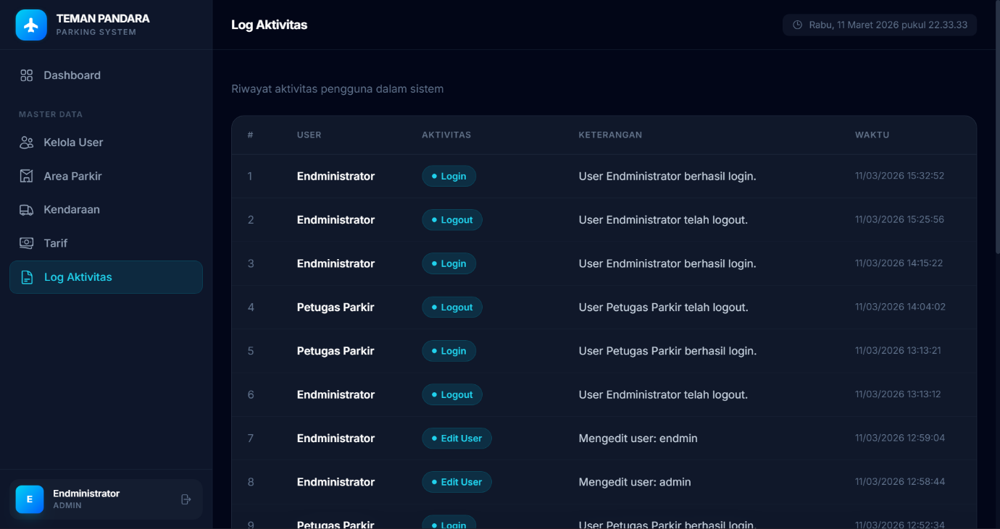 TEMAN PANDARA
PARKING SYSTEM
Dashboard
MASTER DATA
Kelola User
Area Parkir
Kendaraan
Tarif
Log Aktivitas
E
Endministrator
ADMIN
Log Aktivitas
Rabu, 11 Maret 2026 pukul 22.33.33
Riwayat aktivitas pengguna dalam sistem
# USER AKTIVITAS KETERANGAN WAKTU
1 Endministrator Login User Endministrator berhasil login. 11/03/2026 15:32:52
2 Endministrator Logout User Endministrator telah logout. 11/03/2026 15:25:56
3 Endministrator Login User Endministrator berhasil login. 11/03/2026 14:15:22
4 Petugas Parkir Logout User Petugas Parkir telah logout. 11/03/2026 14:04:02
5 Petugas Parkir Login User Petugas Parkir berhasil login. 11/03/2026 13:13:21
6 Endministrator Logout User Endministrator telah logout. 11/03/2026 13:13:12
7 Endministrator Edit User Mengedit user: endmin 11/03/2026 12:59:04
8 Endministrator Edit User Mengedit user: admin 11/03/2026 12:58:44
9 Petugas Parkir Login User Petugas Parkir berhasil login. 11/03/2026 12:52:34